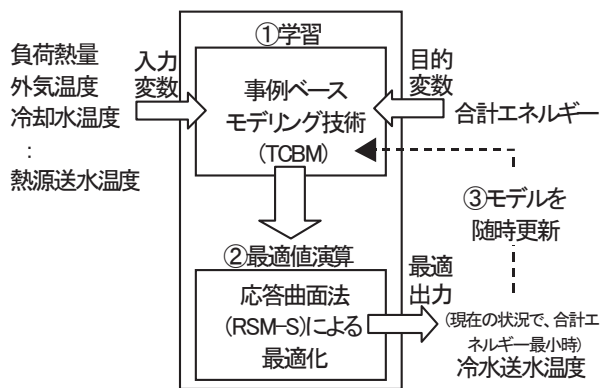 ①学習
負荷熱量
外気温度
冷却水温度
:
熱源送水温度
入力
変数
事例ベース
モデリング技術
(TCBM)
目的
変数
合計エネルギー
③モデルを
随時更新
②最適値演算
応答曲面法
(RSM-S)による
最適化
最適
出力
(現在の状況で、合計エ
ネルギー最小時)
冷水送水温度